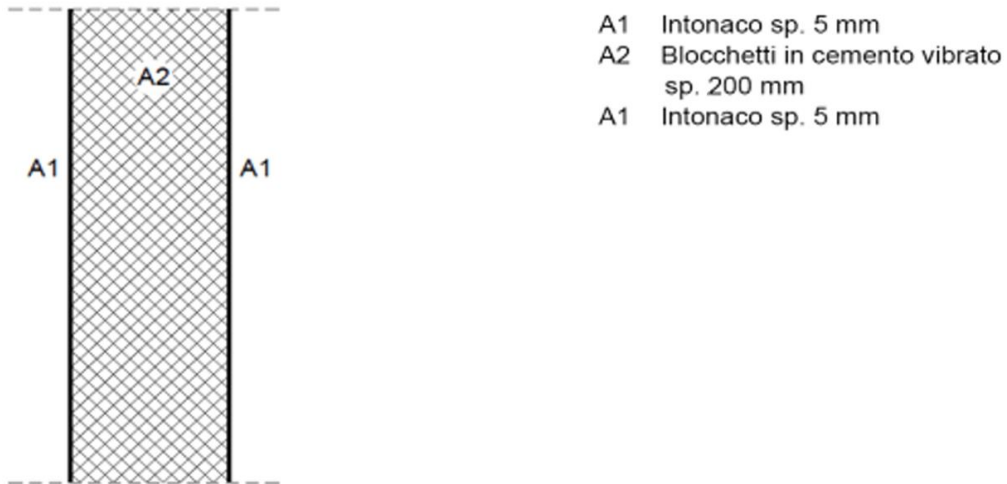 A1 Intonaco sp. 5 mm
A2 Blocchetti in cemento vibrato
sp. 200 mm
A1 Intonaco sp. 5 mm
A2
A1
A1